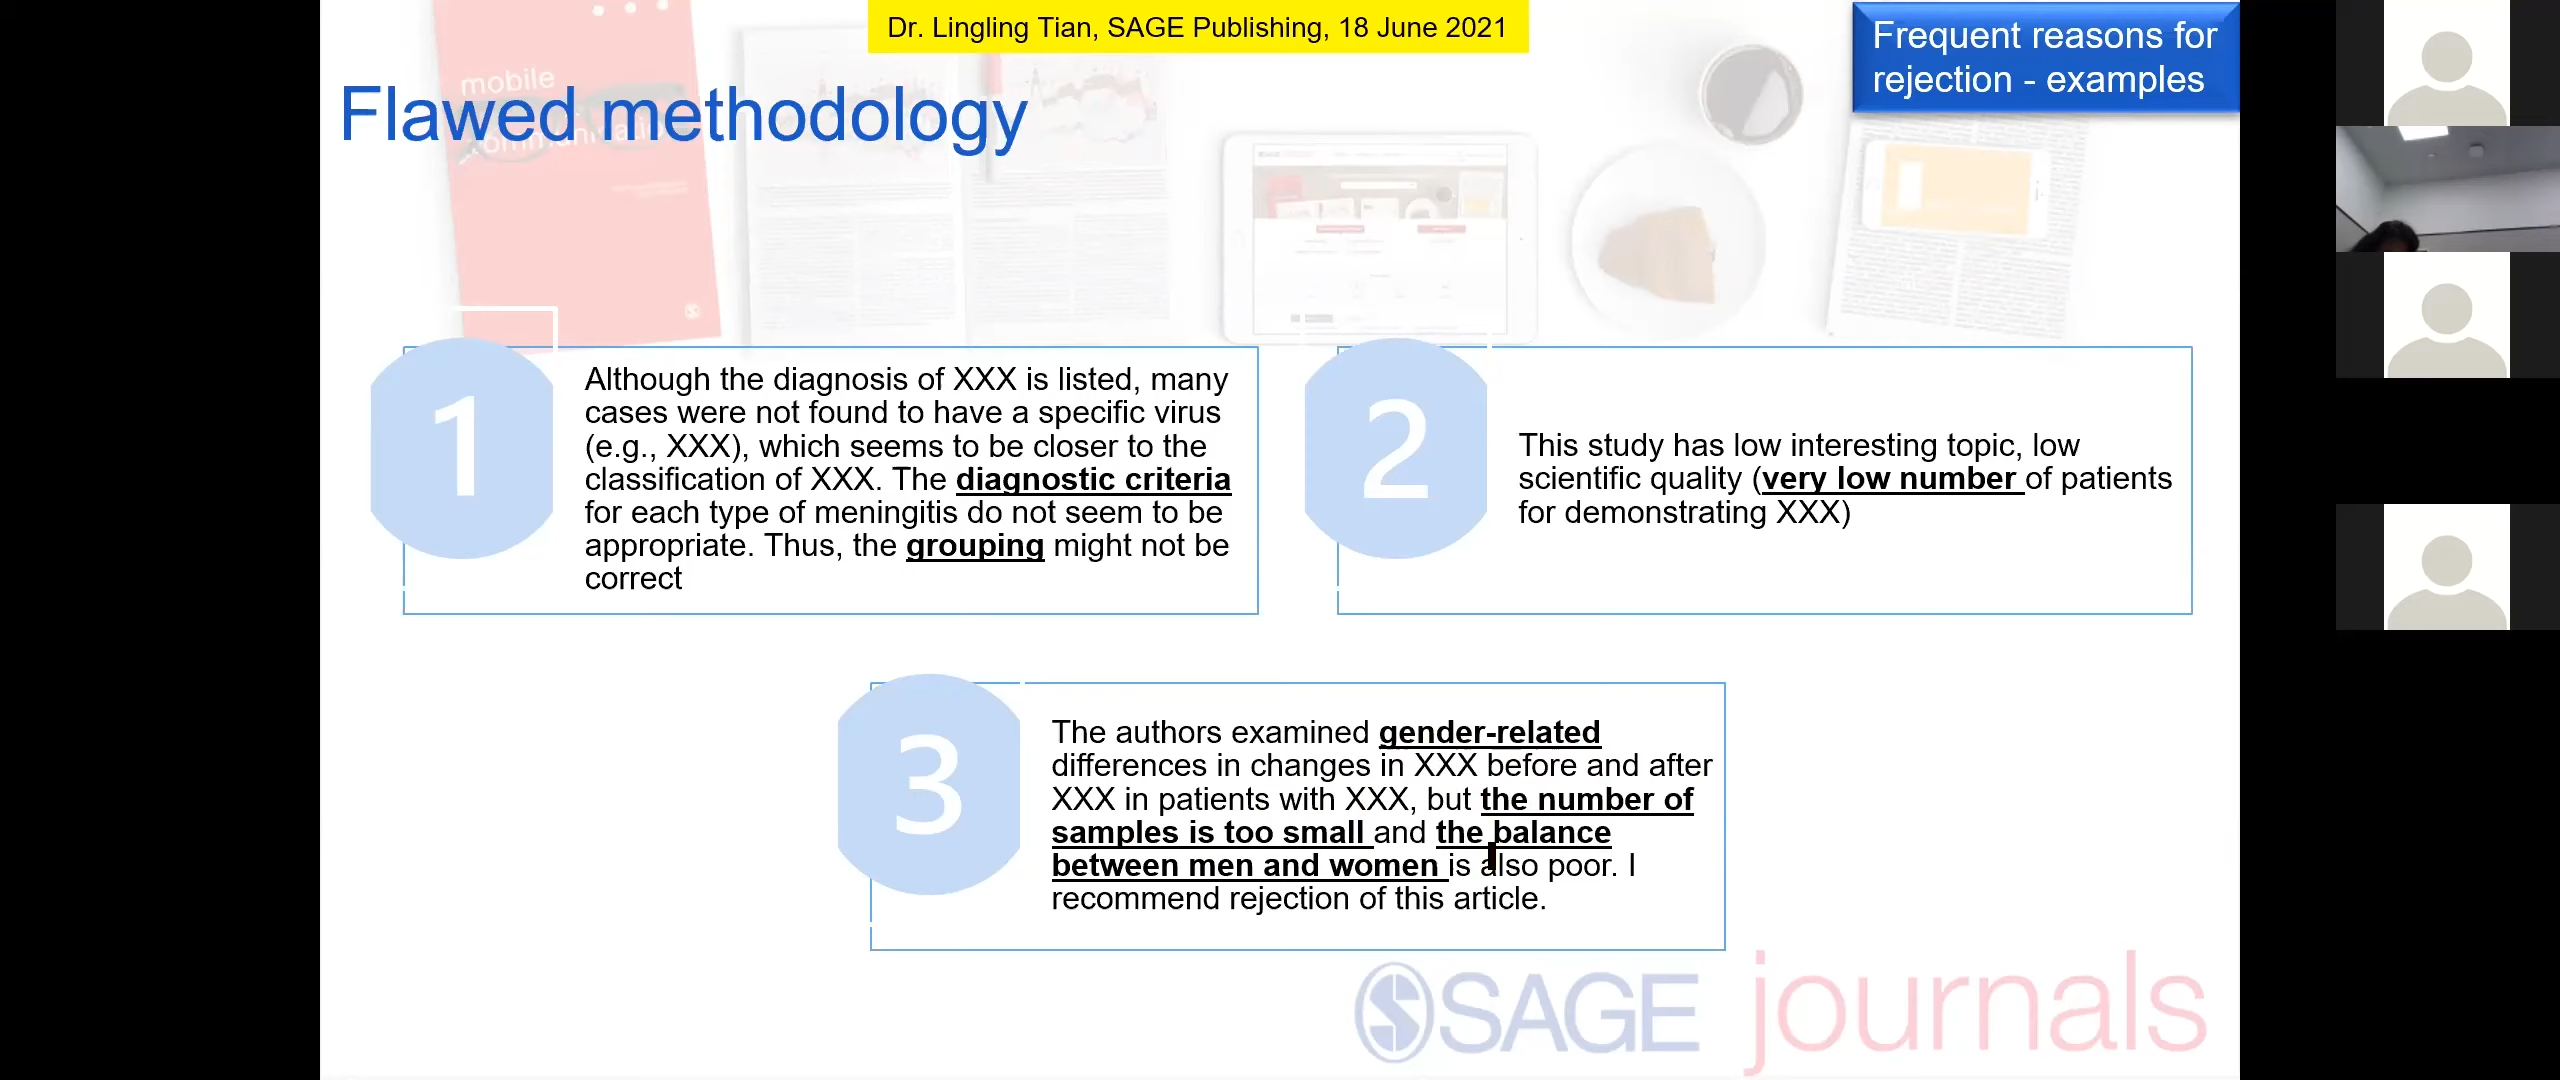 Dr. Lingling Tian, SAGE Publishing, 18 June 2021
Frequent reasons for
rejection - examples
mobile
Flawed methodology
1
Although the diagnosis of XXX is listed, many
cases were not found to have a specific virus
(e.g., XXX), which seems to be closer to the
classification of XXX. The diagnostic criteria
for each type of meningitis do not seem to be
appropriate. Thus, the grouping might not be
correct
2
This study has low interesting topic, low
scientific quality (very low number of patients
for demonstrating XXX)
3
The authors examined gender-related
differences in changes in XXX before and after
XXX in patients with XXX, but the number of
samples is too small and the balance
between men and women is also poor. I
recommend rejection of this article.
SAGE journals